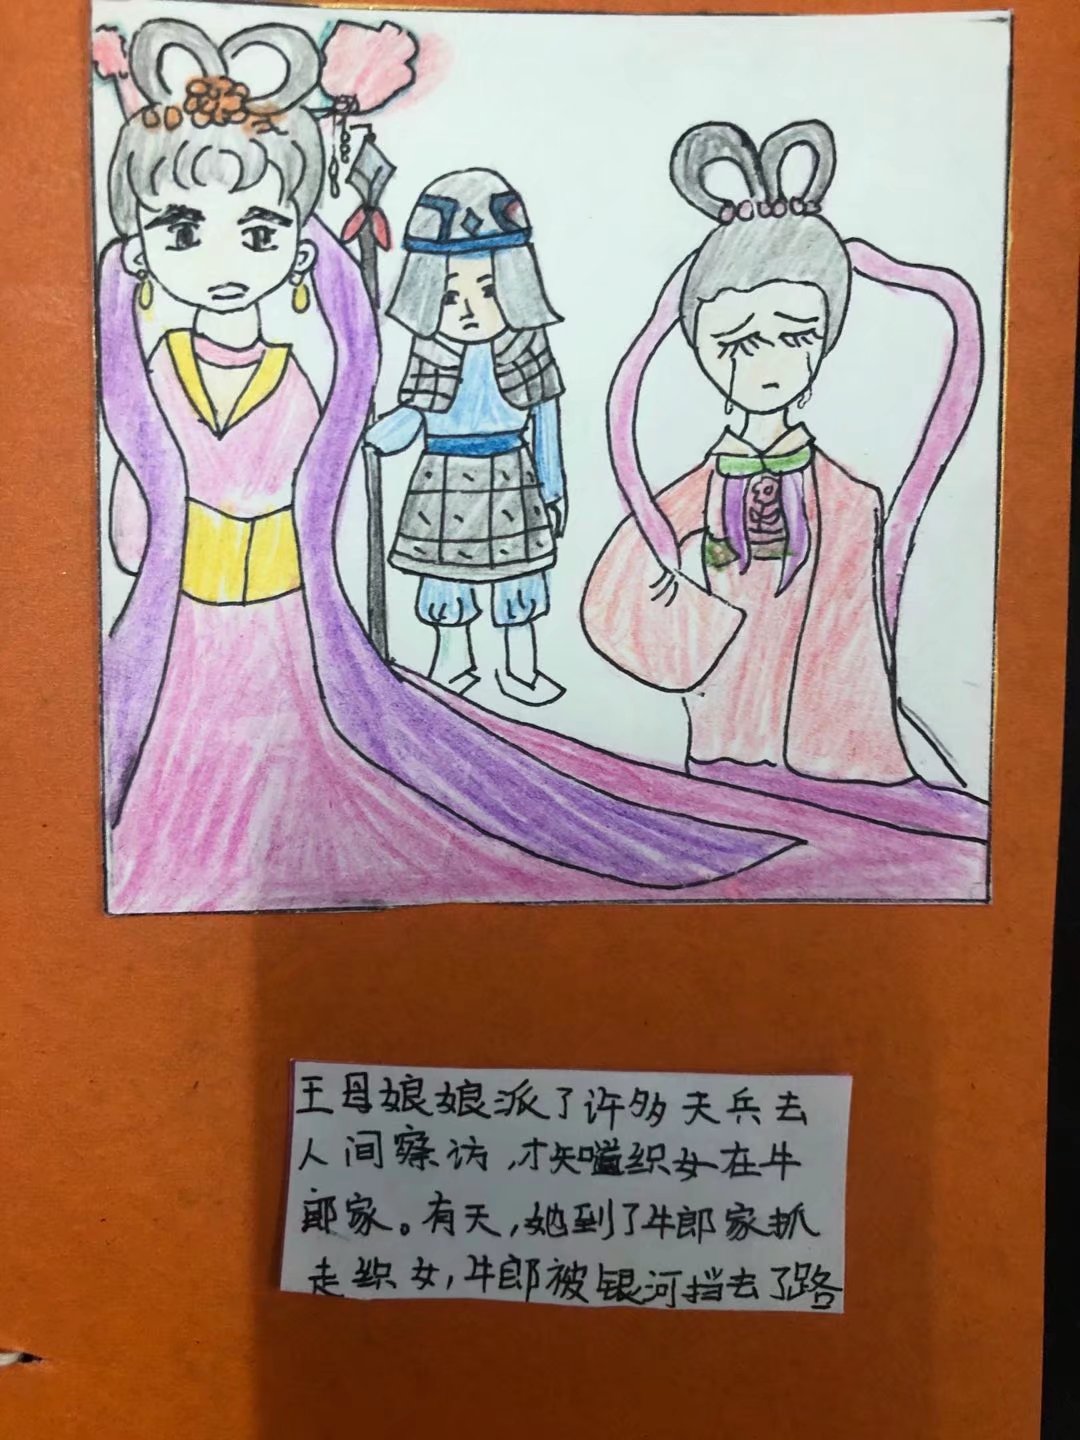 王母娘娘派了许多天兵去
人间察访,才知道织女在牛
郎家。有天,她到了牛郎家抓
走织女,牛郎被银河挡去了路